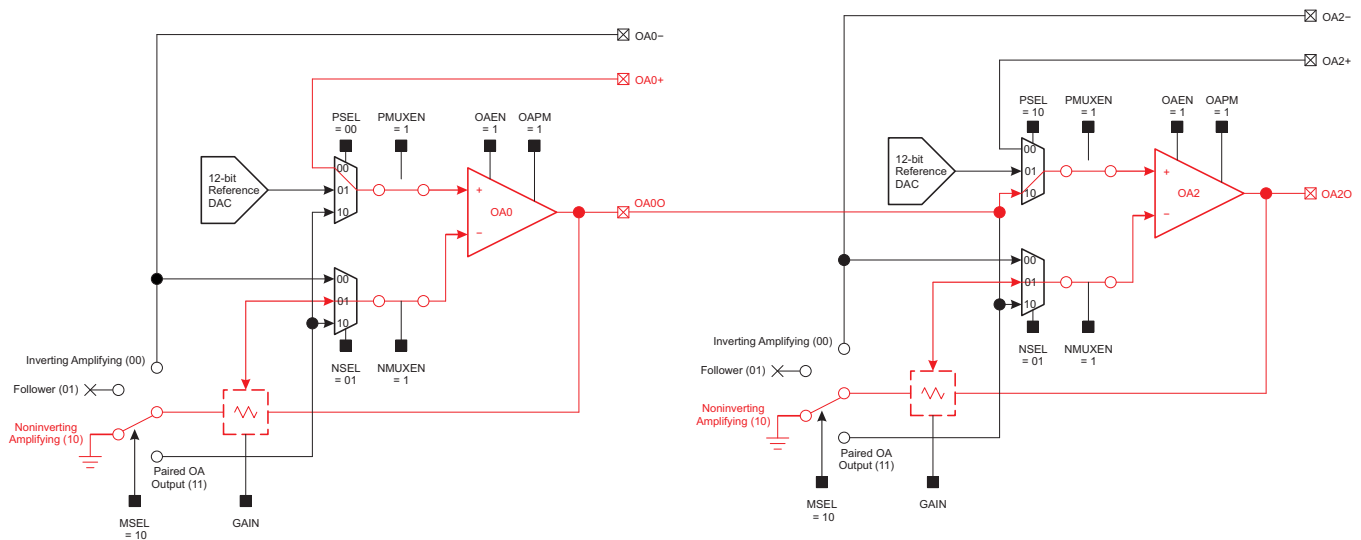 OA0−
OA0+
PSEL
= 00
PMUXEN
= 1
OAEN
= 1
OAPM
= 1
12-bit
Reference
DAC
00
01
10
+
−
OA0
OA0O
00
01
10
NSEL
= 01
NMUXEN
= 1
Inverting Amplifying (00)
Follower (01)
Noninverting
Amplifying (10)
Paired OA
Output (11)
MSEL
= 10
GAIN
OA2−
OA2+
PSEL
= 10
PMUXEN
= 1
OAEN
= 1
OAPM
= 1
12-bit
Reference
DAC
00
01
10
+
−
OA2
OA2O
00
01
10
NSEL
= 01
NMUXEN
= 1
Inverting Amplifying (00)
Follower (01)
Noninverting
Amplifying (10)
Paired OA
Output (11)
MSEL
= 10
GAIN